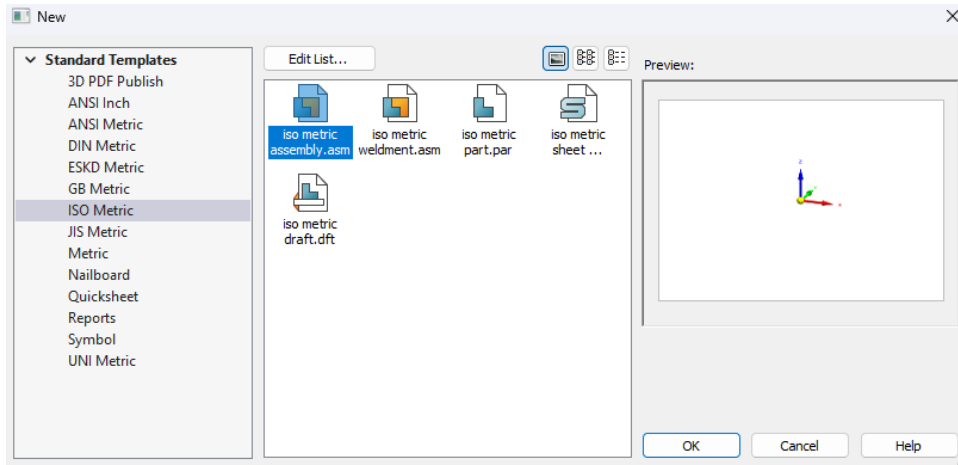 New
Standard Templates
3D PDF Publish
ANSI Inch
ANSI Metric
DIN Metric
ESKD Metric
GB Metric
ISO Metric
JIS Metric
Metric
Nailboard
Quicksheet
Reports
Symbol
UNI Metric
Edit List...
iso metric
assembly.asm
iso metric
weldment.asm
iso metric
part.par
iso metric
sheet ...
iso metric
draft.dft
Preview:
z
OK
Cancel
Help